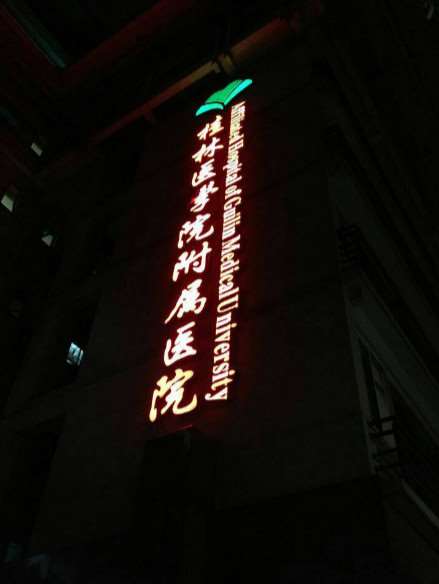 桂林医学院附属医院
Affiliated Hospital of Guilin Medical University